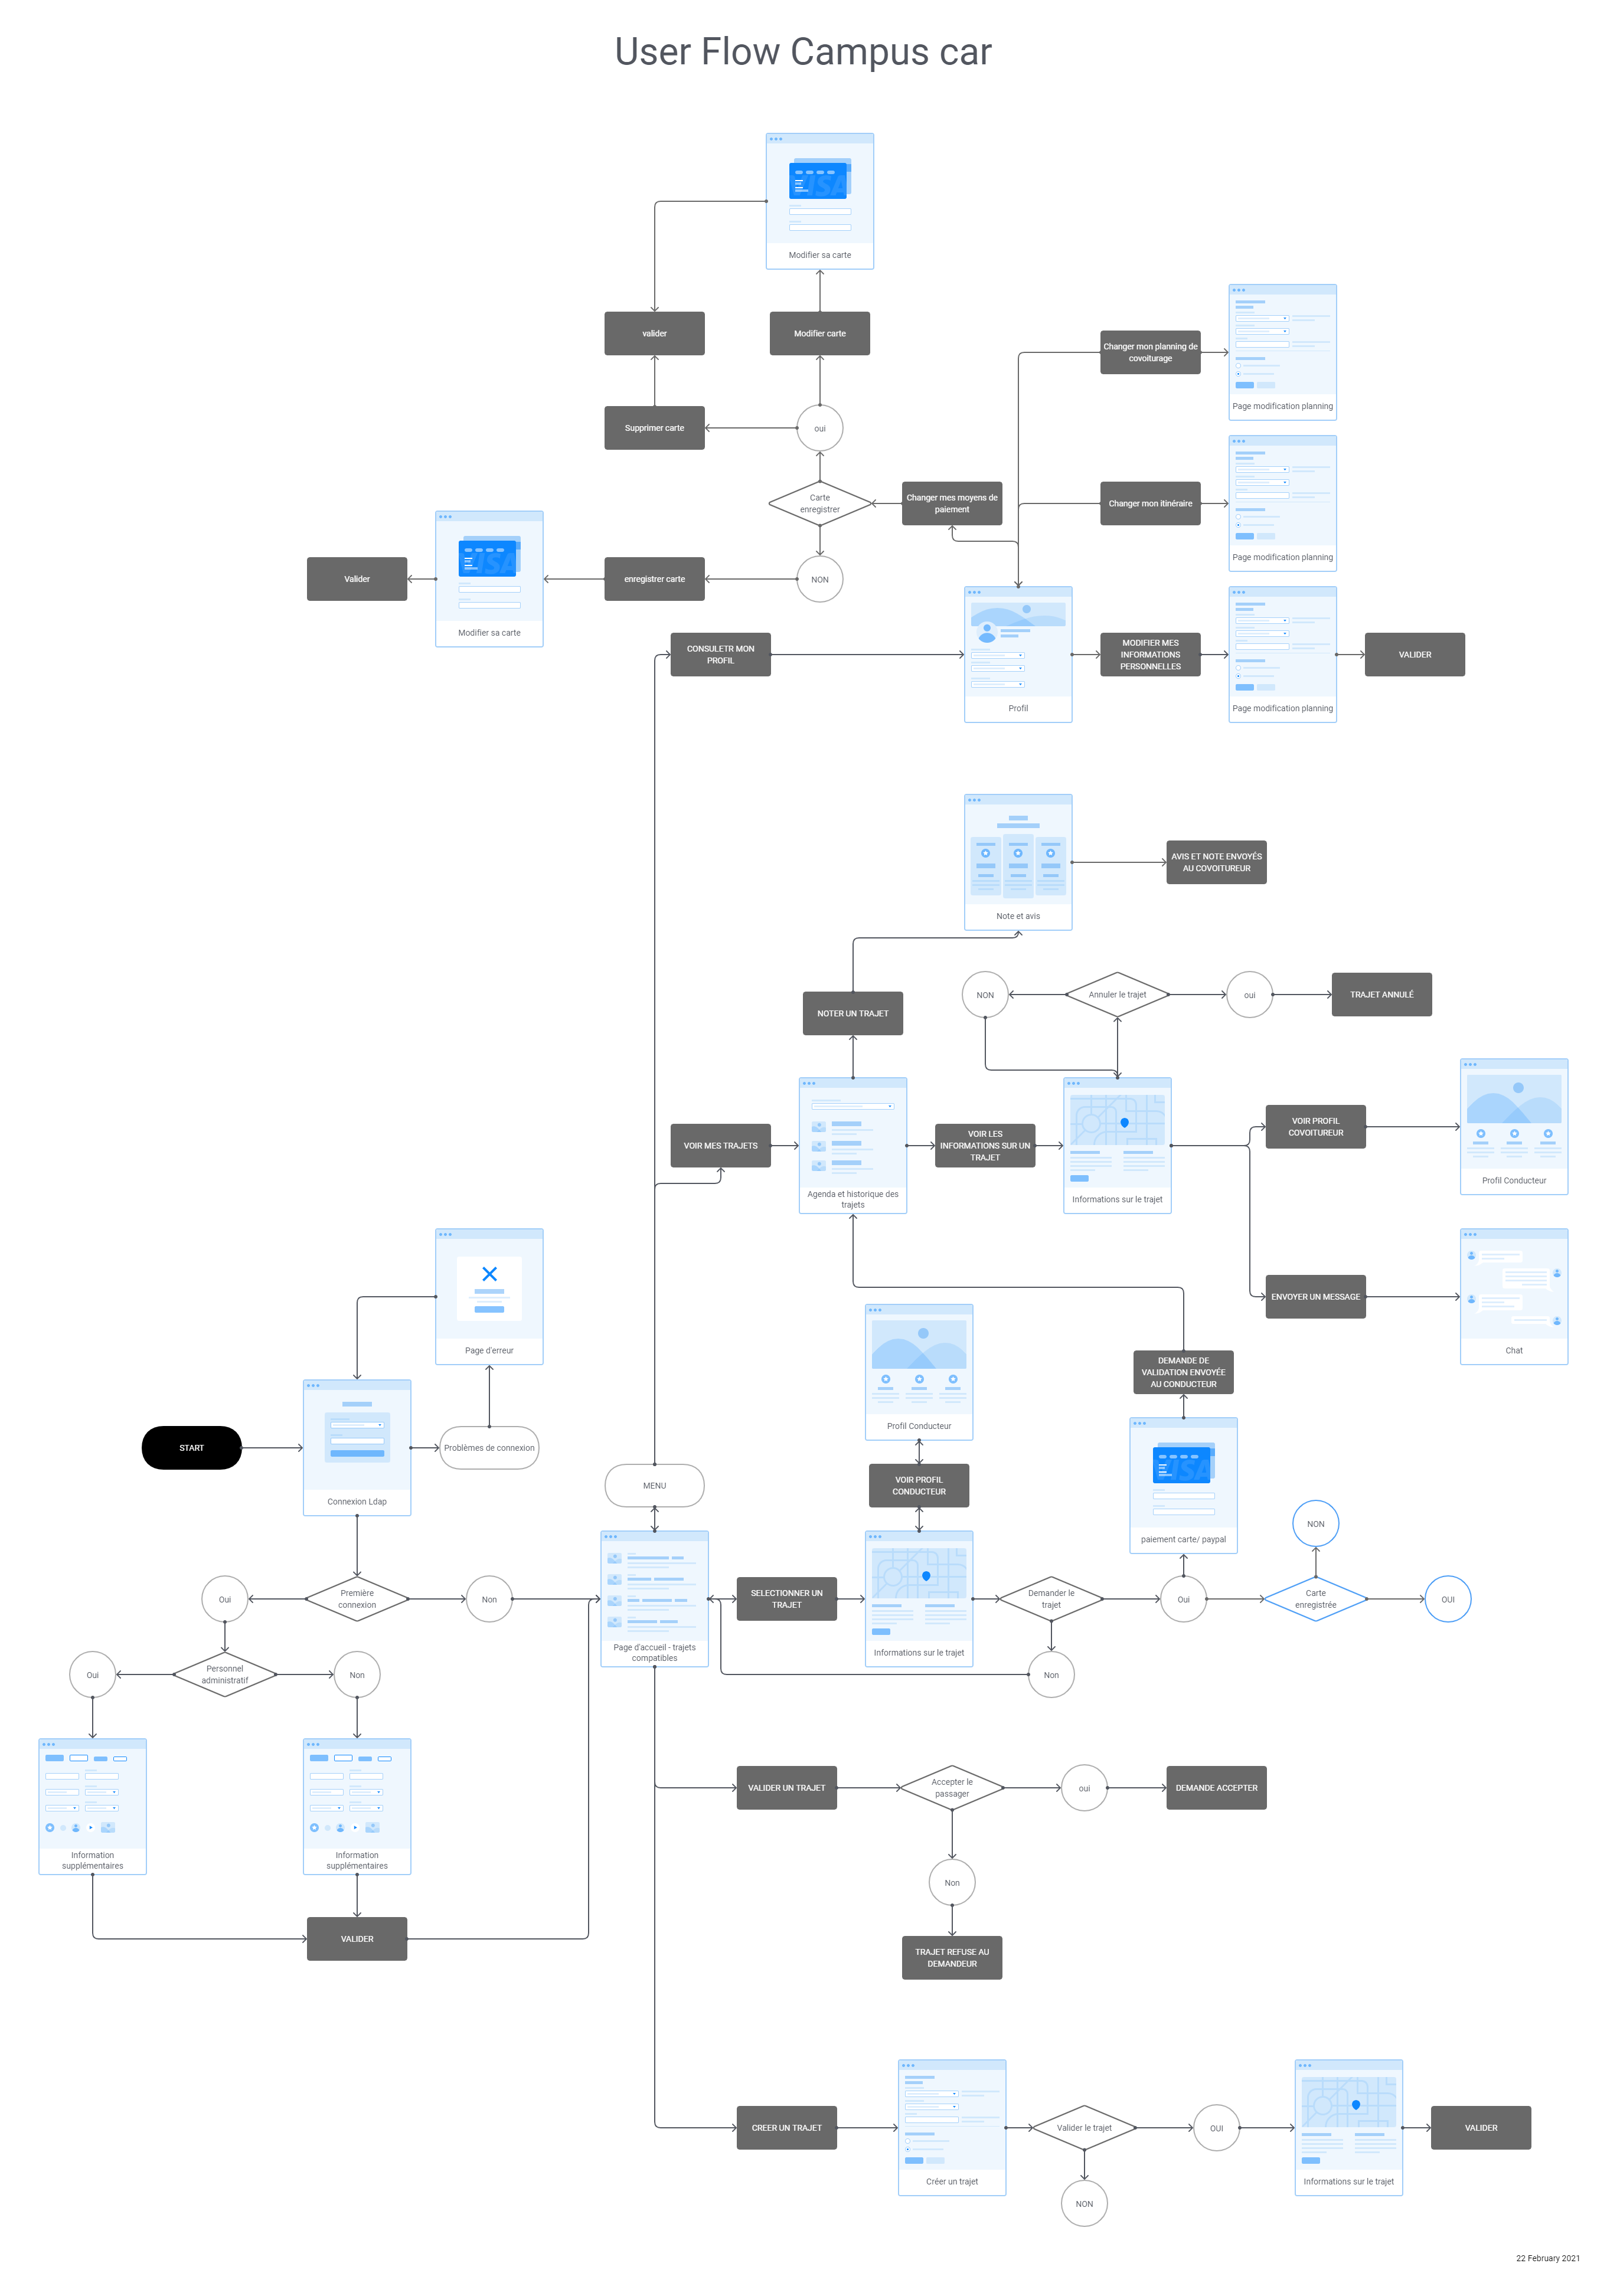 User Flow Campus car
VISA
Modifier sa carte
valider
Modifier carte
Changer mon planning de
covoiturage
Page modification planning
Supprimer carte
oui
Carte
enregistrer
Changer mes moyens de
paiement
Changer mon itinéraire
Page modification planning
VISA
Modifier sa carte
Valider
enregistrer carte
NON
CONSULETR MON
PROFIL
Profil
MODIFIER MES
INFORMATIONS
PERSONNELLES
Page modification planning
VALIDER
Note et avis
AVIS ET NOTE ENVOYÉS
AU COVOITUREUR
NOTER UN TRAJET
NON
Annuler le trajet
oui
TRAJET ANNULÉ
VOIR MES TRAJETS
Agenda et historique des
trajets
VOIR LES
INFORMATIONS SUR UN
TRAJET
Informations sur le trajet
VOIR PROFIL
COVOITUREUR
Profil Conducteur
ENVOYER UN MESSAGE
Chat
Page d'erreur
START
Connexion Ldap
Problèmes de connexion
MENU
Profil Conducteur
VOIR PROFIL
CONDUCTEUR
DEMANDE DE
VALIDATION ENVOYÉE
AU CONDUCTEUR
VISA
paiement carte/ paypal
NON
Oui
Première
connexion
Non
Page d'accueil - trajets
compatibles
SELECTIONNER UN
TRAJET
Informations sur le trajet
Demander le
trajet
Oui
Carte
enregistrée
OUI
Non
Oui
Personnel
administratif
Non
Information
supplémentaires
Information
supplémentaires
VALIDER
VALIDER UN TRAJET
Accepter le
passager
oui
DEMANDE ACCEPTER
Non
TRAJET REFUSE AU
DEMANDEUR
CREER UN TRAJET
Créer un trajet
Valider le trajet
OUI
Informations sur le trajet
VALIDER
NON
22 February 2021